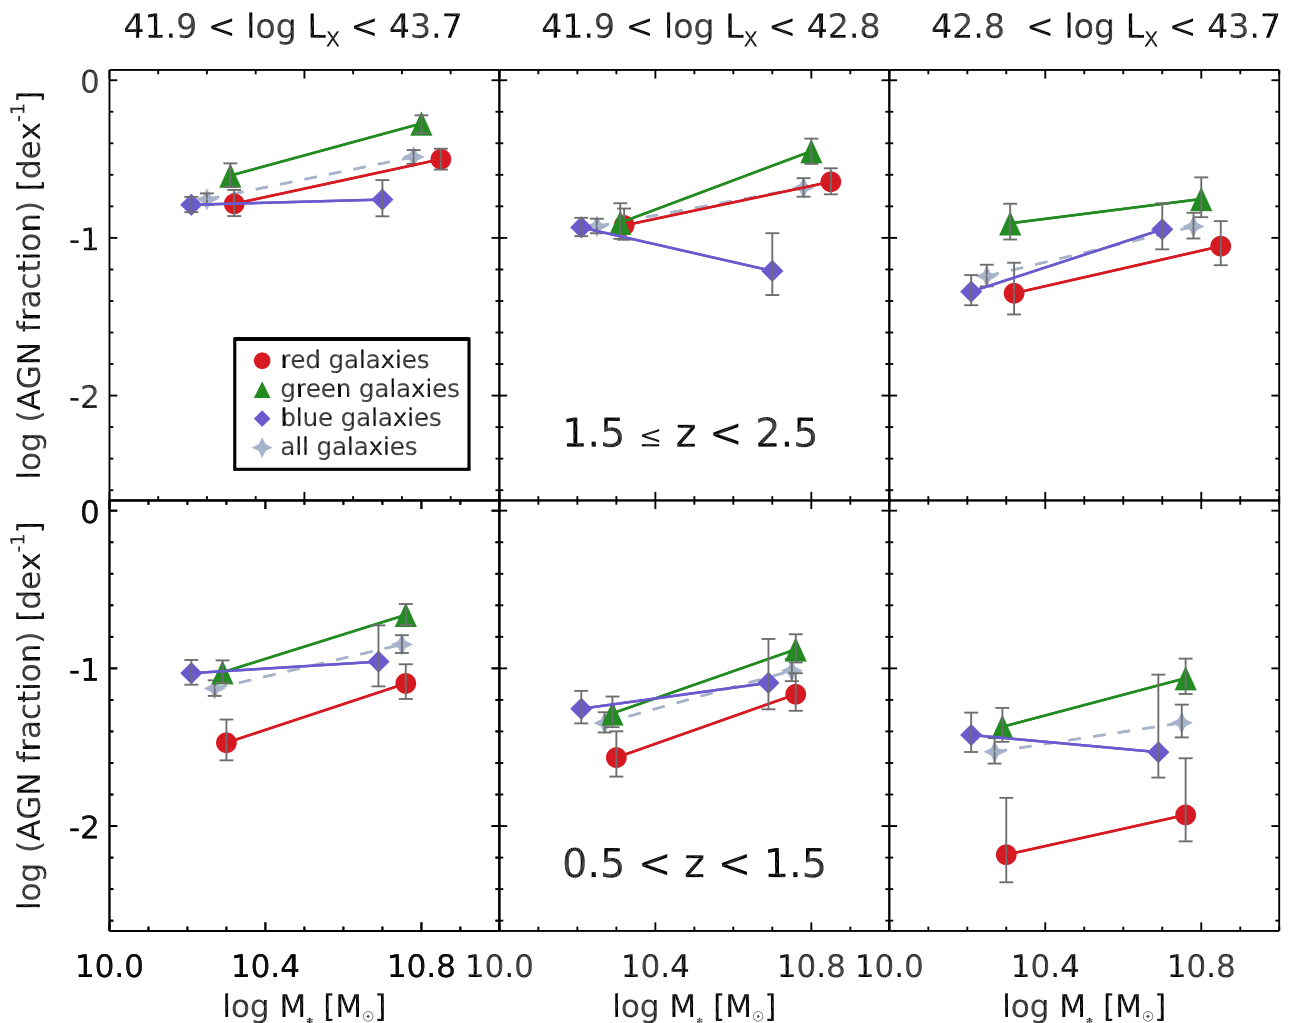 41.9 < log L_X < 43.7
41.9 < log L_X < 42.8
42.8 < log L_X < 43.7
0
-1
-2
log (AGN fraction) [dex⁻¹]
red galaxies
green galaxies
blue galaxies
all galaxies
1.5 ≤ z < 2.5
0
-1
-2
log (AGN fraction) [dex⁻¹]
0.5 < z < 1.5
10.0 10.4 10.8 10.0 10.4 10.8 10.0 10.4 10.8
log M_* [M_☉] log M_* [M_☉] log M_* [M_☉]